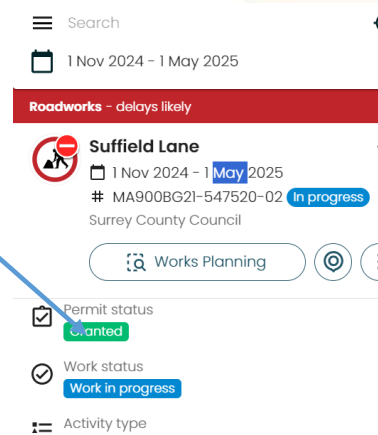 Search
1 Nov 2024 - 1 May 2025
Roadworks - delays likely
Suffield Lane
1 Nov 2024 - 1 May 2025
# MA900BG21-547520-02 In progress
Surrey County Council
Works Planning
Permit status
Granted
Work status
Work in progress
Activity type